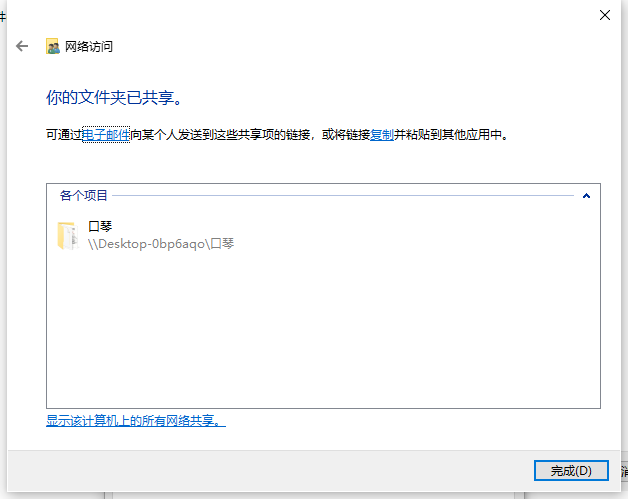 网络访问
你的文件夹已共享。
可通过电子邮件向某个人发送到这些共享项的链接，或将链接复制并粘贴到其他应用中。
各个项目
口琴
\\Desktop-0bp6aqo\口琴
显示该计算机上的所有网络共享。
完成(D)